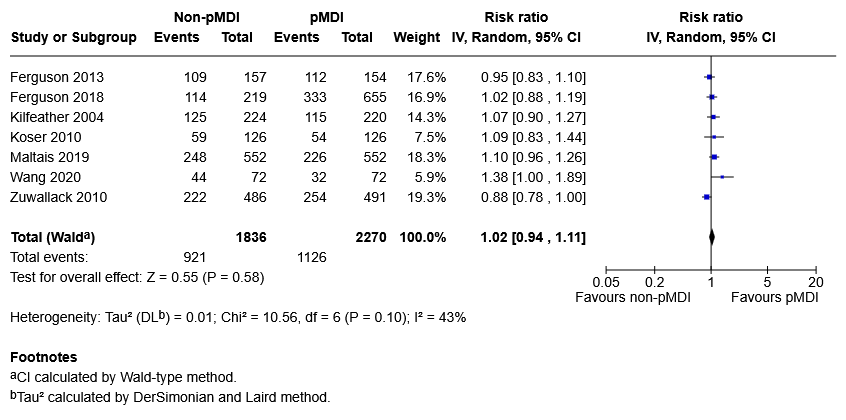 Non-pMDI pMDI Risk ratio Risk ratio
Study or Subgroup Events Total Events Total Weight IV, Random, 95% CI IV, Random, 95% CI
Ferguson 2013 109 157 112 154 17.6% 0.95 [0.83 , 1.10]
Ferguson 2018 114 219 333 655 16.9% 1.02 [0.88 , 1.19]
Kilfeather 2004 125 224 115 220 14.3% 1.07 [0.90 , 1.27]
Koser 2010 59 126 54 126 7.5% 1.09 [0.83 , 1.44]
Maltais 2019 248 552 226 552 18.3% 1.10 [0.96 , 1.26]
Wang 2020 44 72 32 72 5.9% 1.38 [1.00 , 1.89]
Zuwallack 2010 222 486 254 491 19.3% 0.88 [0.78 , 1.00]
Total (Waldᵃ) 1836 2270 100.0% 1.02 [0.94 , 1.11]
Total events: 921 1126
Test for overall effect: Z = 0.55 (P = 0.58)
0.05 0.2 1 5 20
Favours non-pMDI Favours pMDI
Heterogeneity: Tau² (DLᵇ) = 0.01; Chi² = 10.56, df = 6 (P = 0.10); I² = 43%
Footnotes
ᵃCI calculated by Wald-type method.
ᵇTau² calculated by DerSimonian and Laird method.